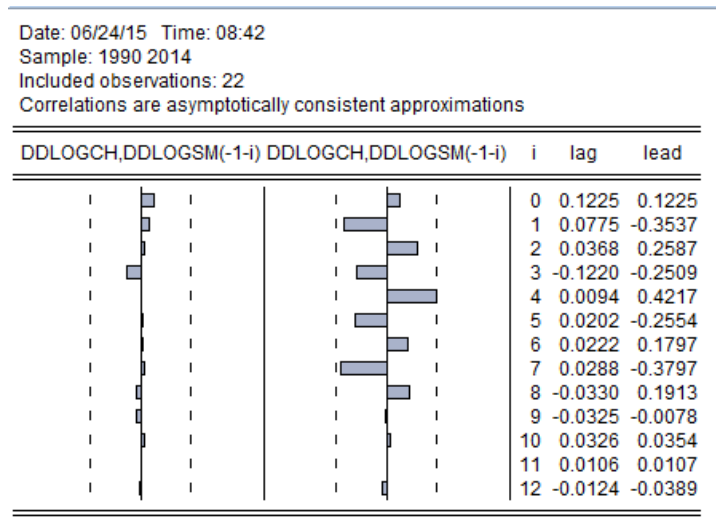 Date: 06/24/15 Time: 08:42
Sample: 1990 2014
Included observations: 22
Correlations are asymptotically consistent approximations
DDLOGCH,DDLOGSM(-1-i) DDLOGCH,DDLOGSM(-1-i) i lag lead
0 0.1225 0.1225
1 0.0775 -0.3537
2 0.0368 0.2587
3 -0.1220 -0.2509
4 0.0094 0.4217
5 0.0202 -0.2554
6 0.0222 0.1797
7 0.0288 -0.3797
8 -0.0330 0.1913
9 -0.0325 -0.0078
10 0.0326 0.0354
11 0.0106 0.0107
12 -0.0124 -0.0389